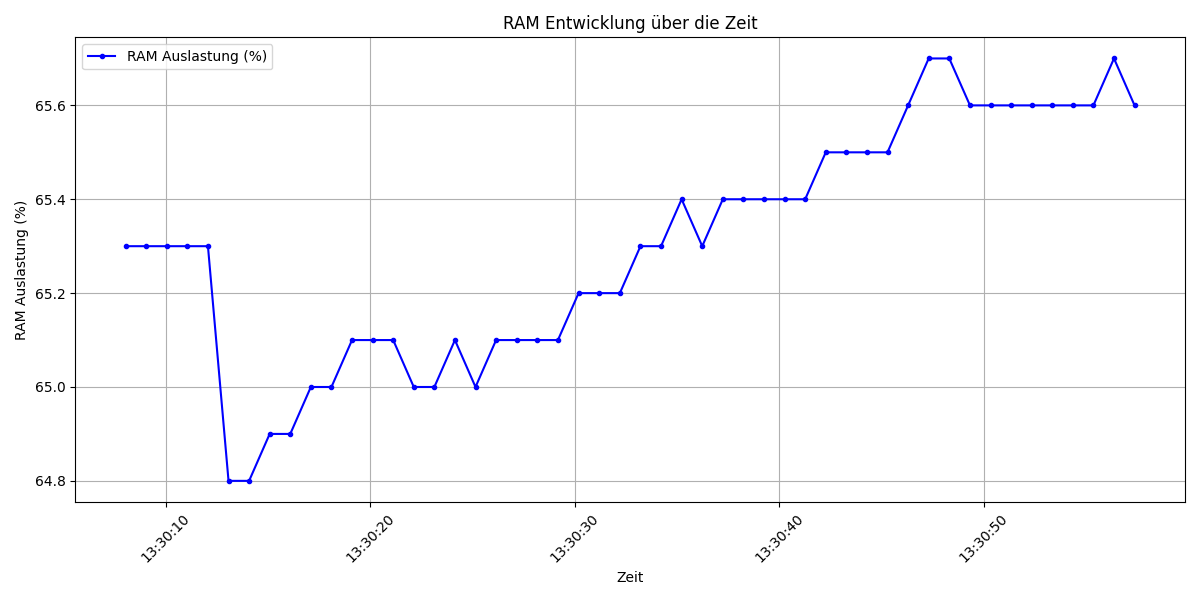 RAM Entwicklung über die Zeit
RAM Auslastung (%)
RAM Auslastung (%)
65.6
65.4
65.2
65.0
64.8
13:30:10
13:30:20
13:30:30
13:30:40
13:30:50
Zeit